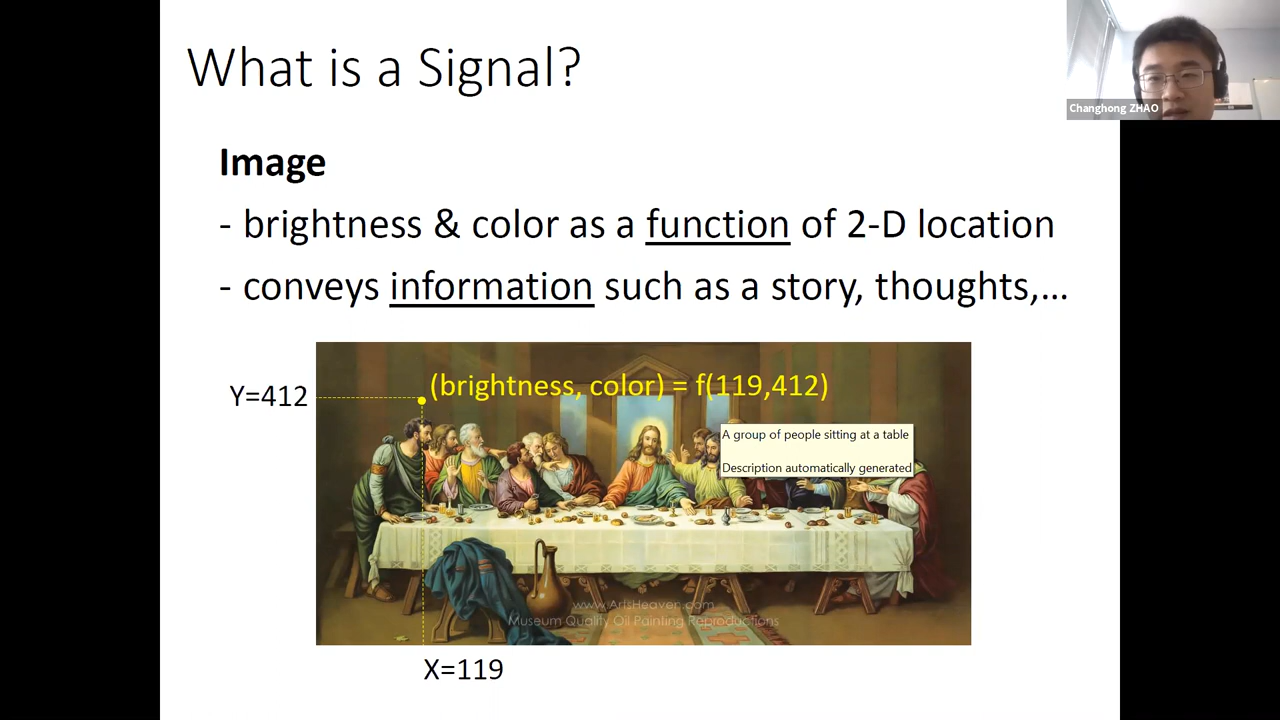 What is a Signal?
Changhong ZHAO
Image
- brightness & color as a function of 2-D location
- conveys information such as a story, thoughts,...
Y=412
(brightness, color) = f(119,412)
A group of people sitting at a table
Description automatically generated
www.ArtsHeaven.com
Museum Quality Oil Painting Reproductions
X=119